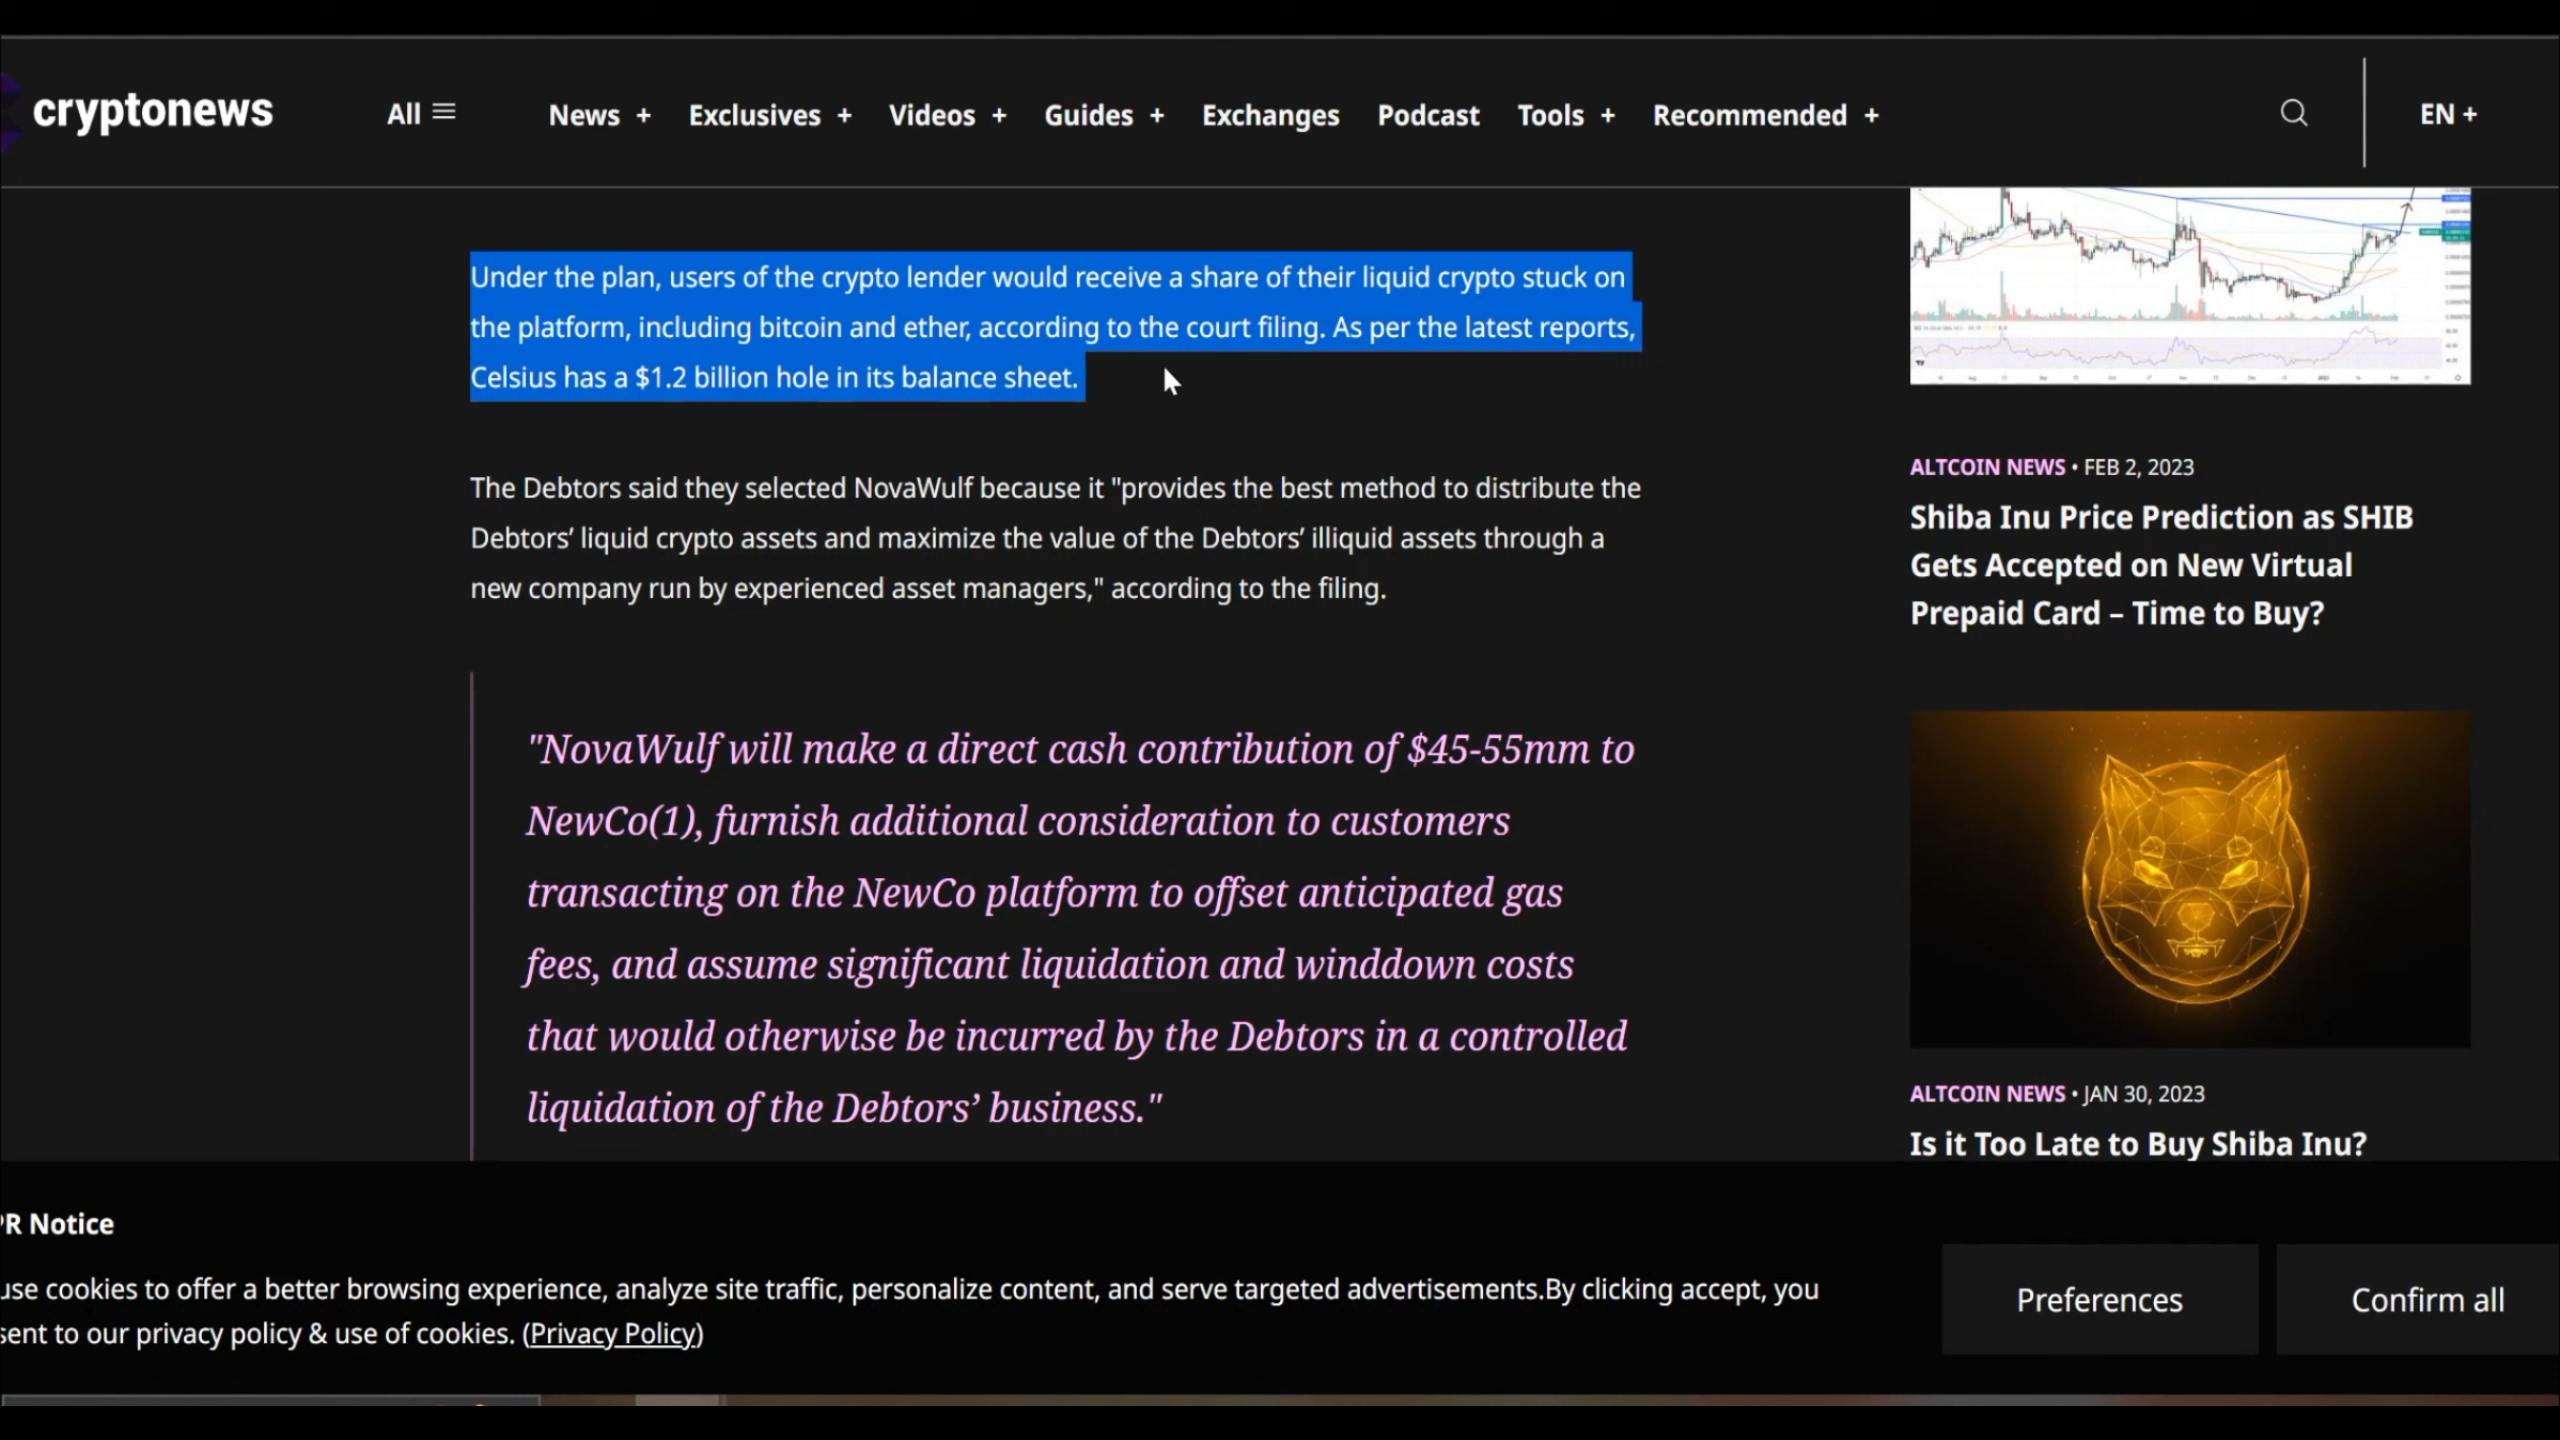 cryptonews
All
News +
Exclusives +
Videos +
Guides +
Exchanges
Podcast
Tools +
Recommended +
EN +
Under the plan, users of the crypto lender would receive a share of their liquid crypto stuck on
the platform, including bitcoin and ether, according to the court filing. As per the latest reports,
Celsius has a $1.2 billion hole in its balance sheet.
The Debtors said they selected NovaWulf because it "provides the best method to distribute the
Debtors’ liquid crypto assets and maximize the value of the Debtors’ illiquid assets through a
new company run by experienced asset managers," according to the filing.
"NovaWulf will make a direct cash contribution of $45-55mm to
NewCo(1), furnish additional consideration to customers
transacting on the NewCo platform to offset anticipated gas
fees, and assume significant liquidation and winddown costs
that would otherwise be incurred by the Debtors in a controlled
liquidation of the Debtors’ business."
ALTCOIN NEWS • FEB 2, 2023
Shiba Inu Price Prediction as SHIB
Gets Accepted on New Virtual
Prepaid Card – Time to Buy?
ALTCOIN NEWS • JAN 30, 2023
Is it Too Late to Buy Shiba Inu?
PR Notice
use cookies to offer a better browsing experience, analyze site traffic, personalize content, and serve targeted advertisements.By clicking accept, you
sent to our privacy policy & use of cookies. (Privacy Policy)
Preferences
Confirm all